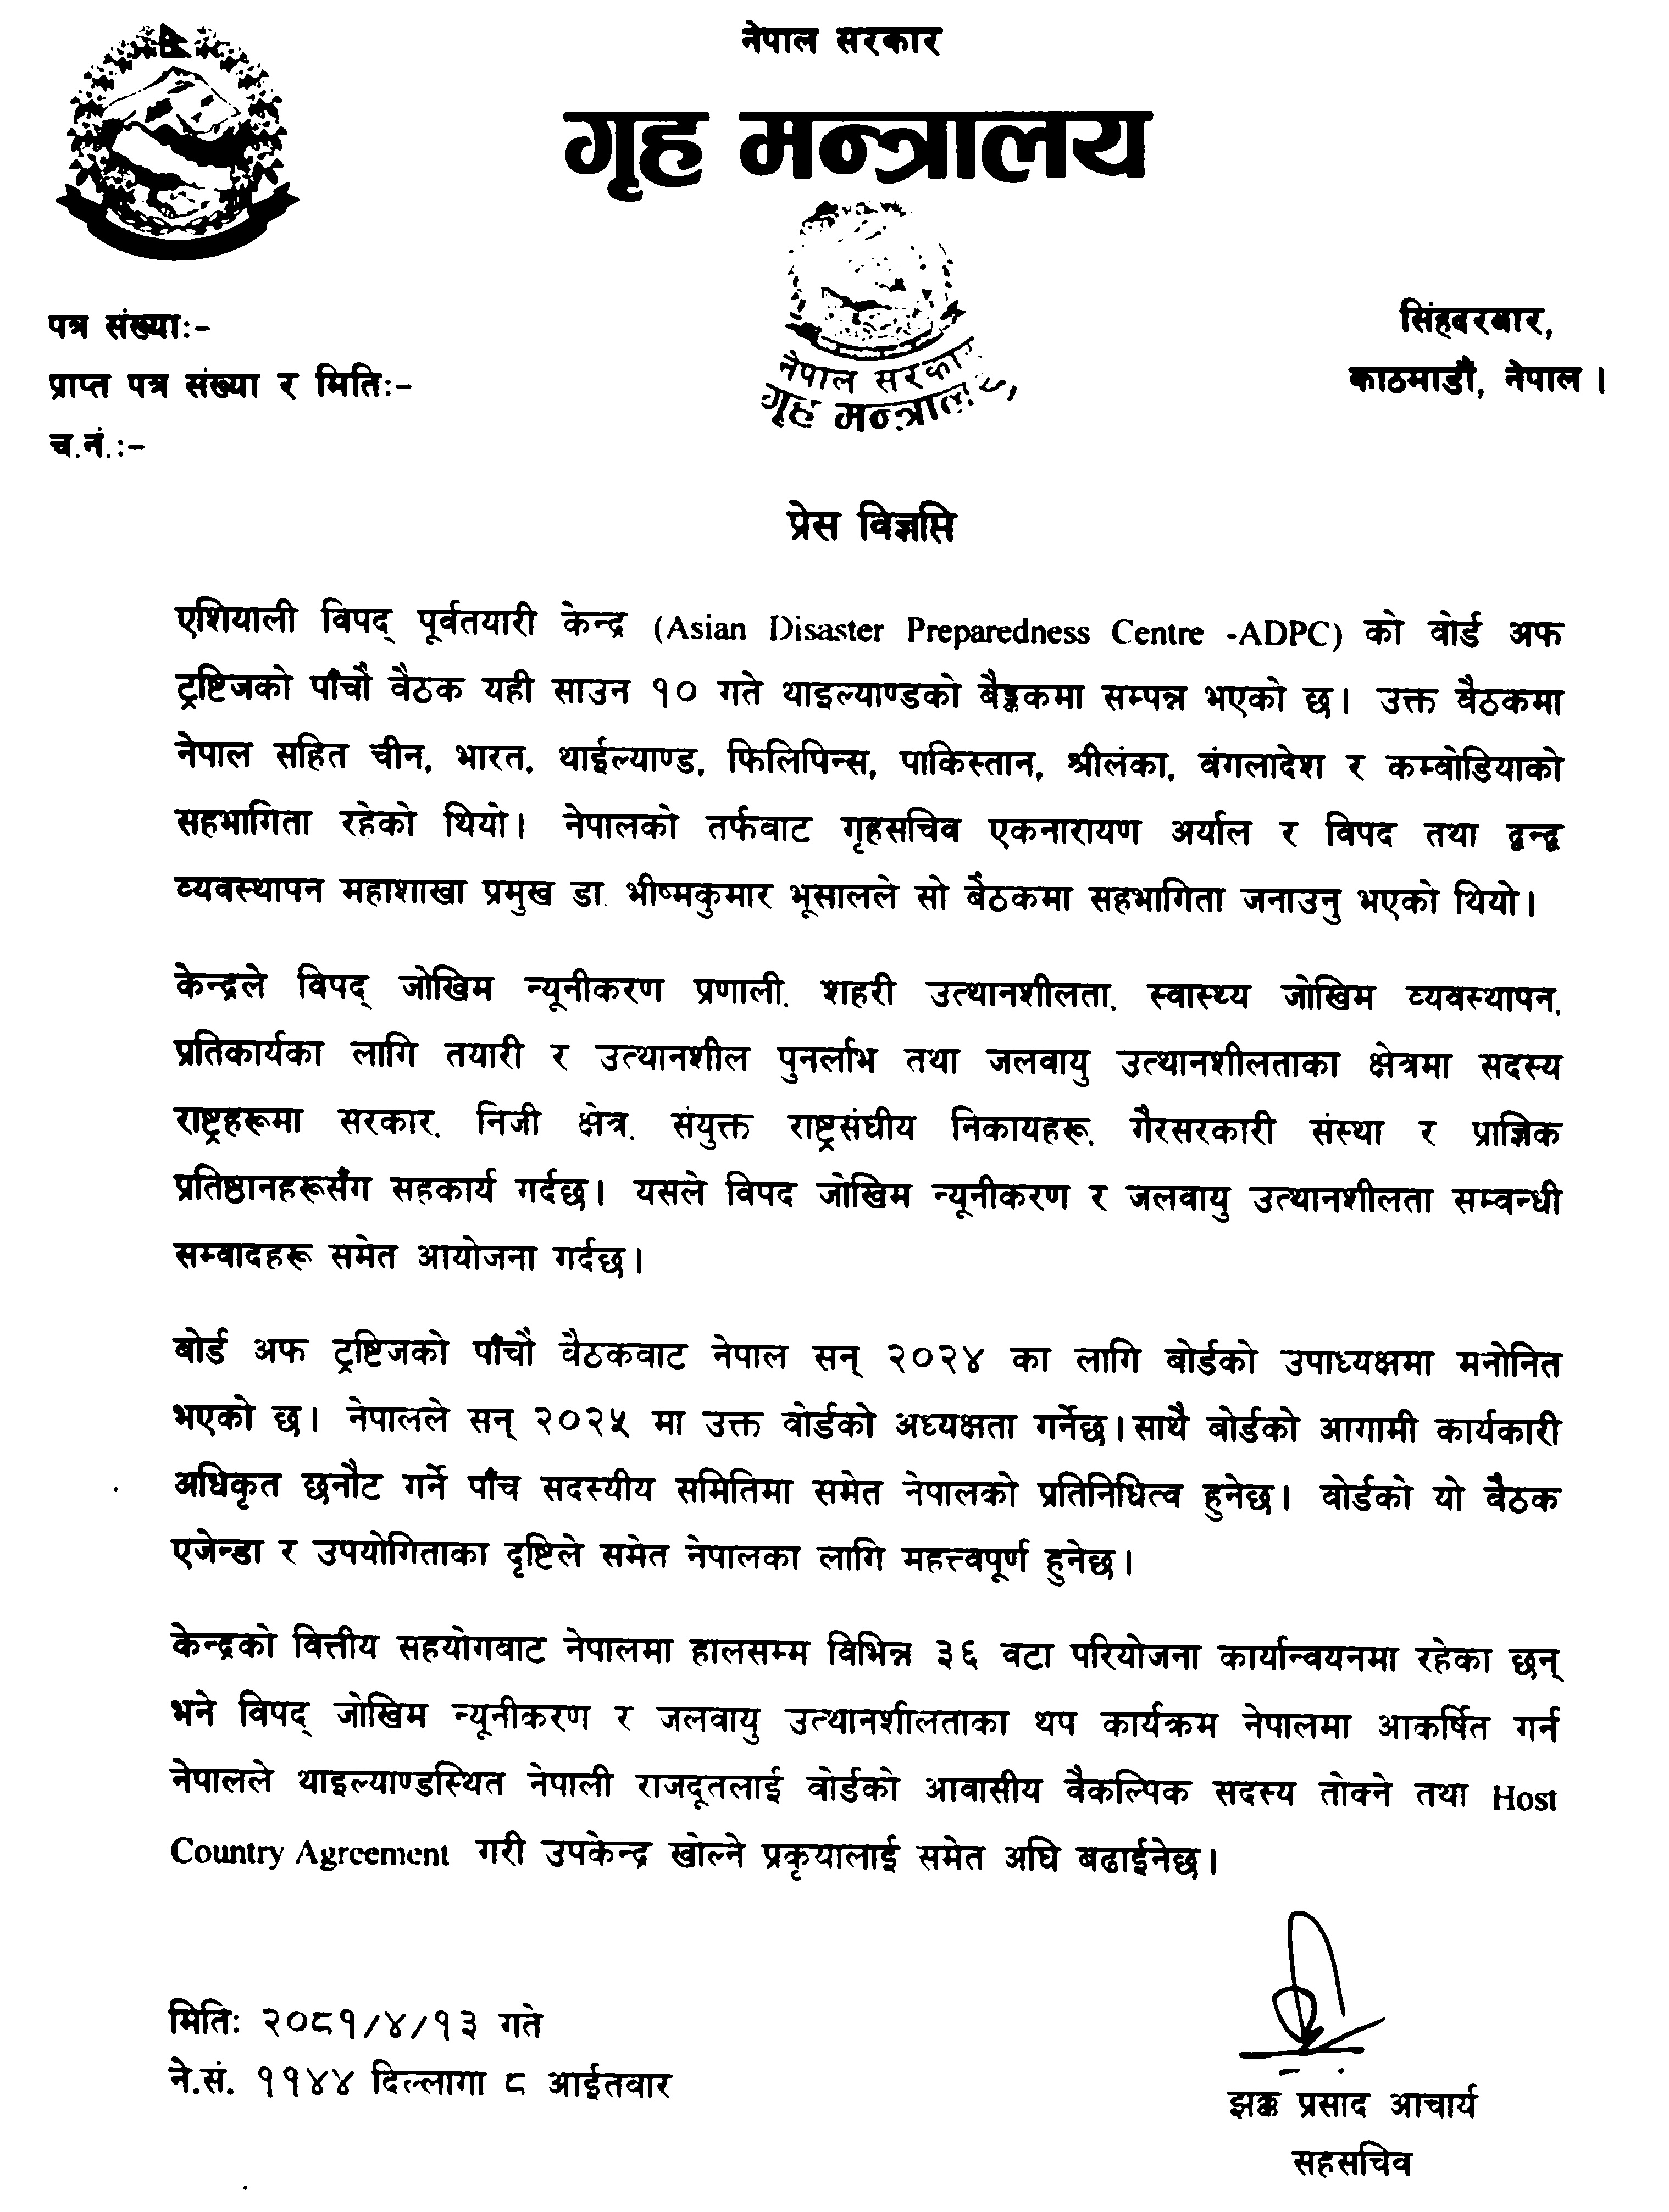 नेपाल सरकार
गृह मन्त्रालय
नेपाल सरकार
गृह मन्त्रालय
पत्र संख्या:-
प्राप्त पत्र संख्या र मिति:-
च.नं.:-
सिंहदरबार,
काठमाडौं, नेपाल ।
प्रेस विज्ञप्ति
एशियाली विपद् पूर्वतयारी केन्द्र (Asian Disaster Preparedness Centre -ADPC) को बोर्ड अफ
ट्रष्टिजको पाँचौं बैठक यही साउन १० गते थाइल्याण्डको बैङ्ककमा सम्पन्न भएको छ। उक्त बैठकमा
नेपाल सहित चीन, भारत, थाईल्याण्ड, फिलिपिन्स, पाकिस्तान, श्रीलंका, बंगलादेश र कम्वोडियाको
सहभागिता रहेको थियो। नेपालको तर्फवाट गृहसचिव एकनारायण अर्याल र विपद तथा द्वन्द्व
व्यवस्थापन महाशाखा प्रमुख डा. भीष्मकुमार भूसालले सो बैठकमा सहभागिता जनाउनु भएको थियो।
केन्द्रले विपद् जोखिम न्यूनीकरण प्रणाली, शहरी उत्थानशीलता, स्वास्थ्य जोखिम व्यवस्थापन,
प्रतिकार्यका लागि तयारी र उत्थानशील पुनर्लाभ तथा जलवायु उत्थानशीलताका क्षेत्रमा सदस्य
राष्ट्रहरूमा सरकार, निजी क्षेत्र, संयुक्त राष्ट्रसंघीय निकायहरू, गैरसरकारी संस्था र प्राज्ञिक
प्रतिष्ठानहरूसँग सहकार्य गर्दछ। यसले विपद जोखिम न्यूनीकरण र जलवायु उत्थानशीलता सम्वन्धी
सम्वादहरू समेत आयोजना गर्दछ।
बोर्ड अफ ट्रष्टिजको पाँचौं वैठकवाट नेपाल सन् २०२४ का लागि बोर्डको उपाध्यक्षमा मनोनित
भएको छ। नेपालले सन् २०२५ मा उक्त वोर्डको अध्यक्षता गर्नेछ। साथै बोर्डको आगामी कार्यकारी
अधिकृत छनौट गर्ने पाँच सदस्यीय समितिमा समेत नेपालको प्रतिनिधित्व हुनेछ। वोर्डको यो बैठक
एजेन्डा र उपयोगिताका दृष्टिले समेत नेपालका लागि महत्त्वपूर्ण हुनेछ।
केन्द्रको वित्तीय सहयोगवाट नेपालमा हालसम्म विभिन्न ३६ वटा परियोजना कार्यान्वयनमा रहेका छन्
भने विपद् जोखिम न्यूनीकरण र जलवायु उत्थानशीलताका थप कार्यक्रम नेपालमा आकर्षित गर्न
नेपालले थाइल्याण्डस्थित नेपाली राजदूतलाई वोर्डको आवासीय वैकल्पिक सदस्य तोक्ने तथा Host
Country Agreement गरी उपकेन्द्र खोल्ने प्रकृयालाई समेत अघि बढाईनेछ।
मिति: २०८१/४/१३ गते
ने.सं. ११४४ दिल्लागा ८ आईतवार
झक्क प्रसाद आचार्य
सहसचिव